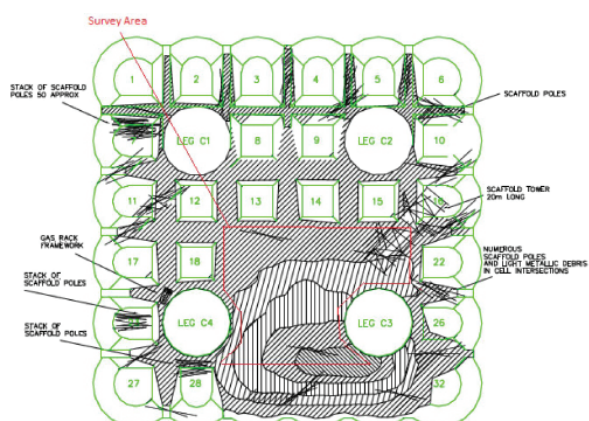 Survey Area
1 2 3 4 5 6
STACK OF SCAFFOLD
POLES 50 APPROX
SCAFFOLD POLES
7 LEG C1 8 9 LEG C2 10
11 12 13 14 15 16
SCAFFOLD TOWER
20m LONG
GAS RACK
FRAMEWORK
17 18 22
NUMEROUS
SCAFFOLD POLES
AND LIGHT METALLIC DEBRIS
IN CELL INTERSECTIONS
STACK OF
SCAFFOLD POLES
LEG C4 LEG C3 26
STACK OF
SCAFFOLD POLES
27 28 32